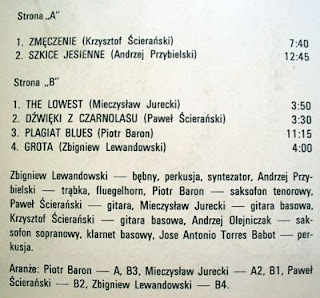 Strona „A"
1. ZMĘCZENIE (Krzysztof Ścierański) 7:40
2. SZKICE JESIENNE (Andrzej Przybielski) 12:45
Strona „B"
1. THE LOWEST (Mieczysław Jurecki) 3:50
2. DŹWIĘKI Z CZARNOLASU (Paweł Ścierański) 3:30
3. PLAGIAT BLUES (Piotr Baron) 11:15
4. GROTA (Zbigniew Lewandowski) 4:00
Zbigniew Lewandowski — bębny, perkusja, syntezator, Andrzej Przy-
bielski — trąbka, fluegelhorn, Piotr Baron — saksofon tenorowy,
Paweł Ścierański — gitara, Mieczysław Jurecki — gitara basowa,
Krzysztof Ścierański — gitara basowa, Andrzej Olejniczak — sak-
sofon sopranowy, klarnet basowy, Jose Antonio Torres Babot — per-
kusja.
Aranże: Piotr Baron — A, B3, Mieczysław Jurecki — A2, B1, Paweł
Ścierański — B2, Zbigniew Lewandowski — B4.